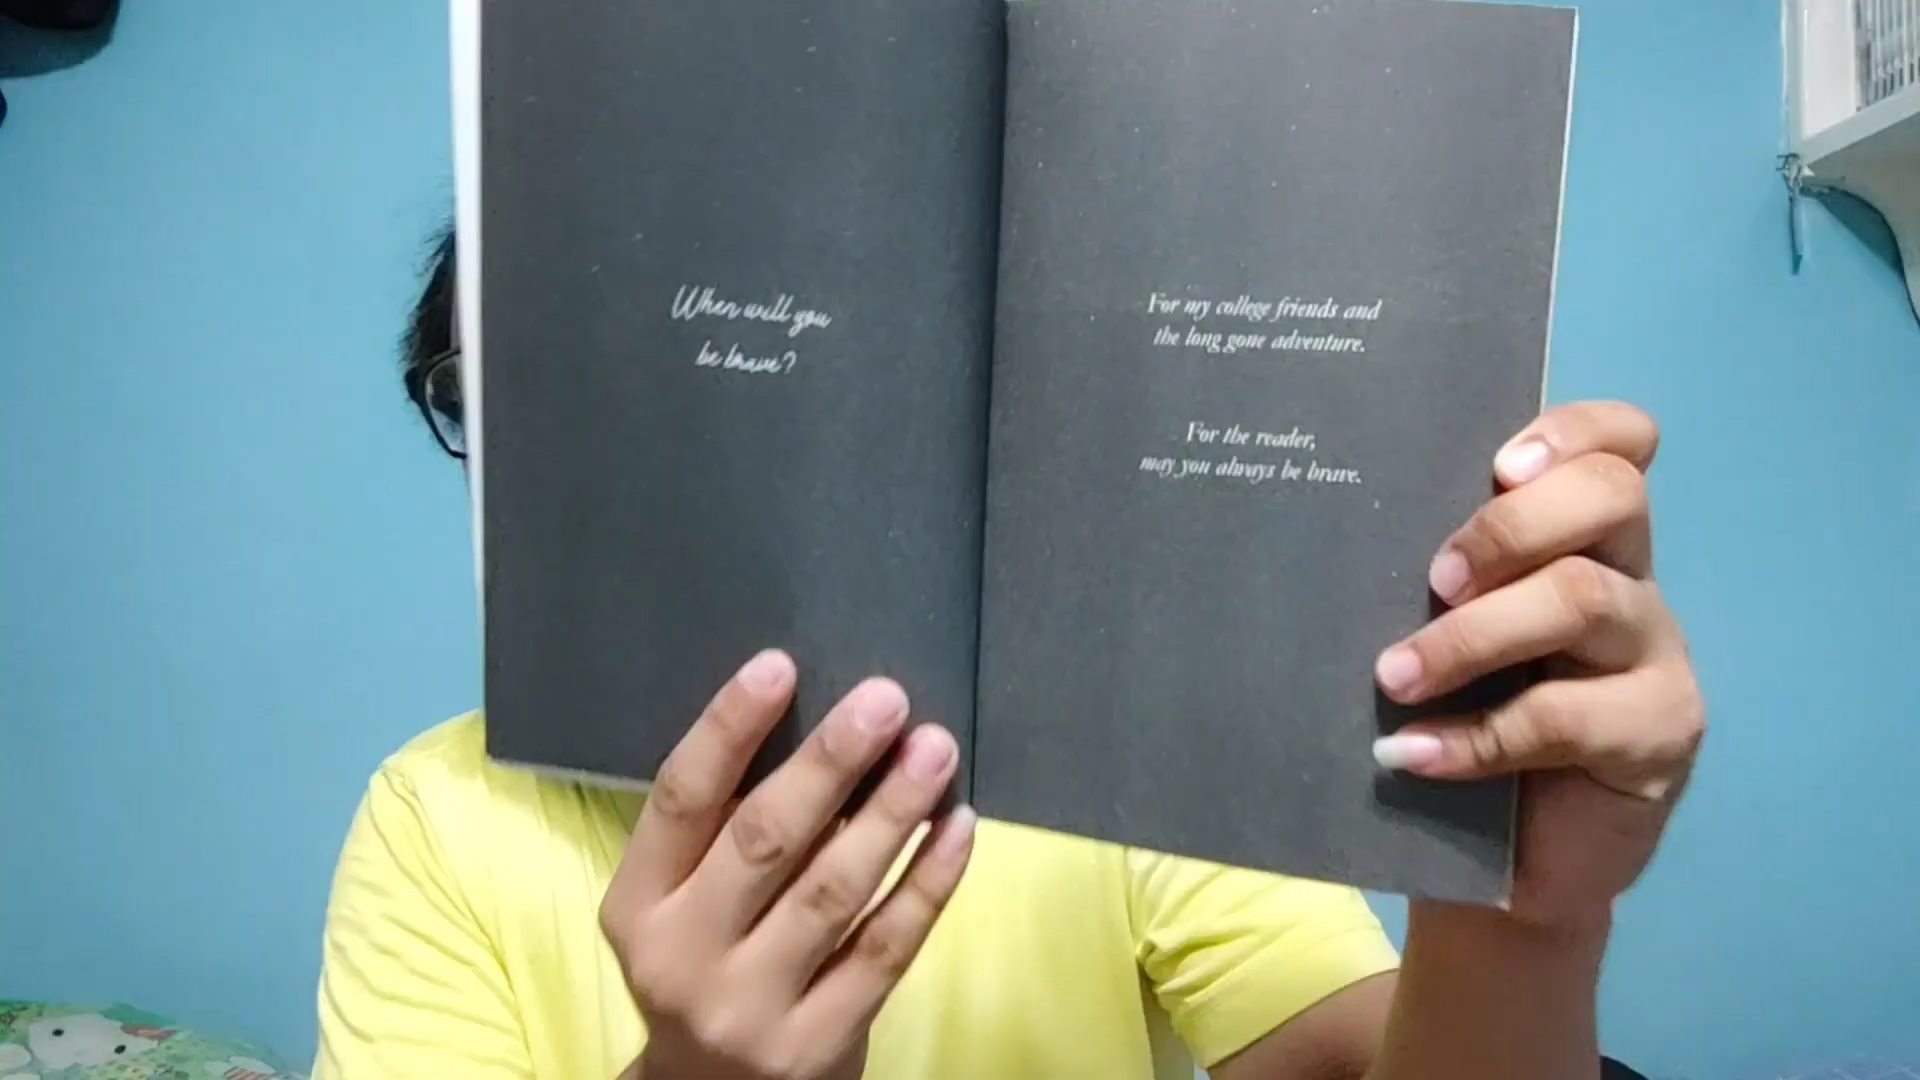 When will you
be brave?
For my college friends and
the long gone adventure.
For the reader,
may you always be brave.